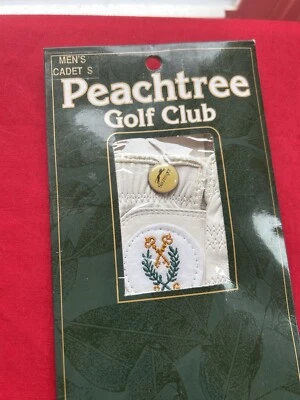 MEN'S
CADET S
Peachtree
Golf Club